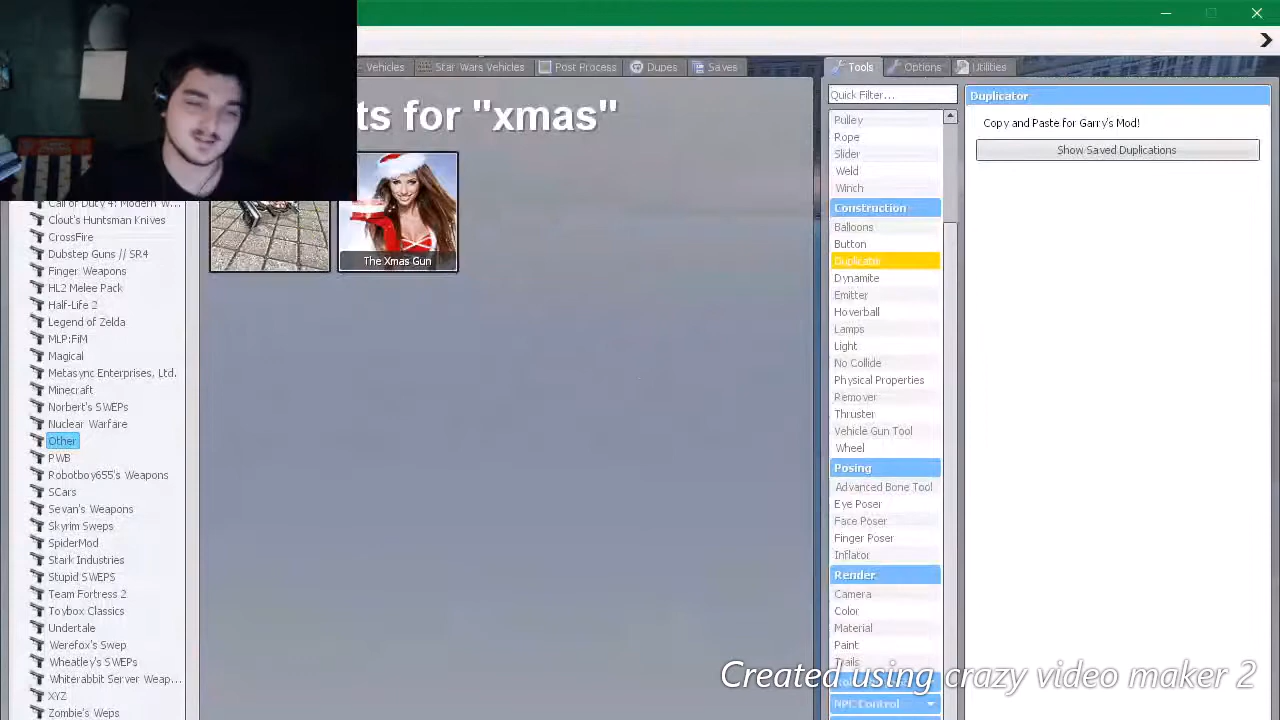 Vehicles
Star Wars Vehicles
Post Process
Dupes
Saves
Tools
Options
Utilities
ts for "xmas"
The Xmas Gun
Clout's Huntsman Knives
CrossFire
Dubstep Guns // SR4
Finger Weapons
HL2 Melee Pack
Half-Life 2
Legend of Zelda
MLP:FiM
Magical
Metasync Enterprises, Ltd.
Minecraft
Norbert's SWEPs
Nuclear Warfare
Other
PWB
Robotboy655's Weapons
SCars
Sevan's Weapons
Skyrim Sweps
SpiderMod
Stark Industries
Stupid SWEPS
Team Fortress 2
Toybox Classics
Undertale
Werefox's Swep
Wheatley's SWEPs
Whiterabbit Server Weap...
XYZ
Zombie's Weps
Quick Filter...
Pulley
Rope
Slider
Weld
Winch
Construction
Balloons
Button
Duplicator
Dynamite
Emitter
Hoverball
Lamps
Light
No Collide
Physical Properties
Remover
Thruster
Vehicle Gun Tool
Wheel
Posing
Advanced Bone Tool
Eye Poser
Face Poser
Finger Poser
Inflator
Render
Camera
Color
Material
Paint
Trails
NPC Control
Duplicator
Copy and Paste for Garry's Mod!
Show Saved Duplications
Created using crazy video maker 2